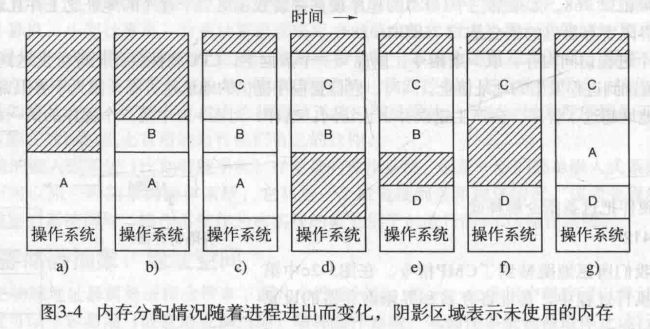 时间
C C C C C
B B B B
A
A A A
D D D
操作系统 操作系统 操作系统 操作系统 操作系统 操作系统 操作系统
a) b) c) d) e) f) g)
图3-4 内存分配情况随着进程进出而变化，阴影区域表示未使用的内存